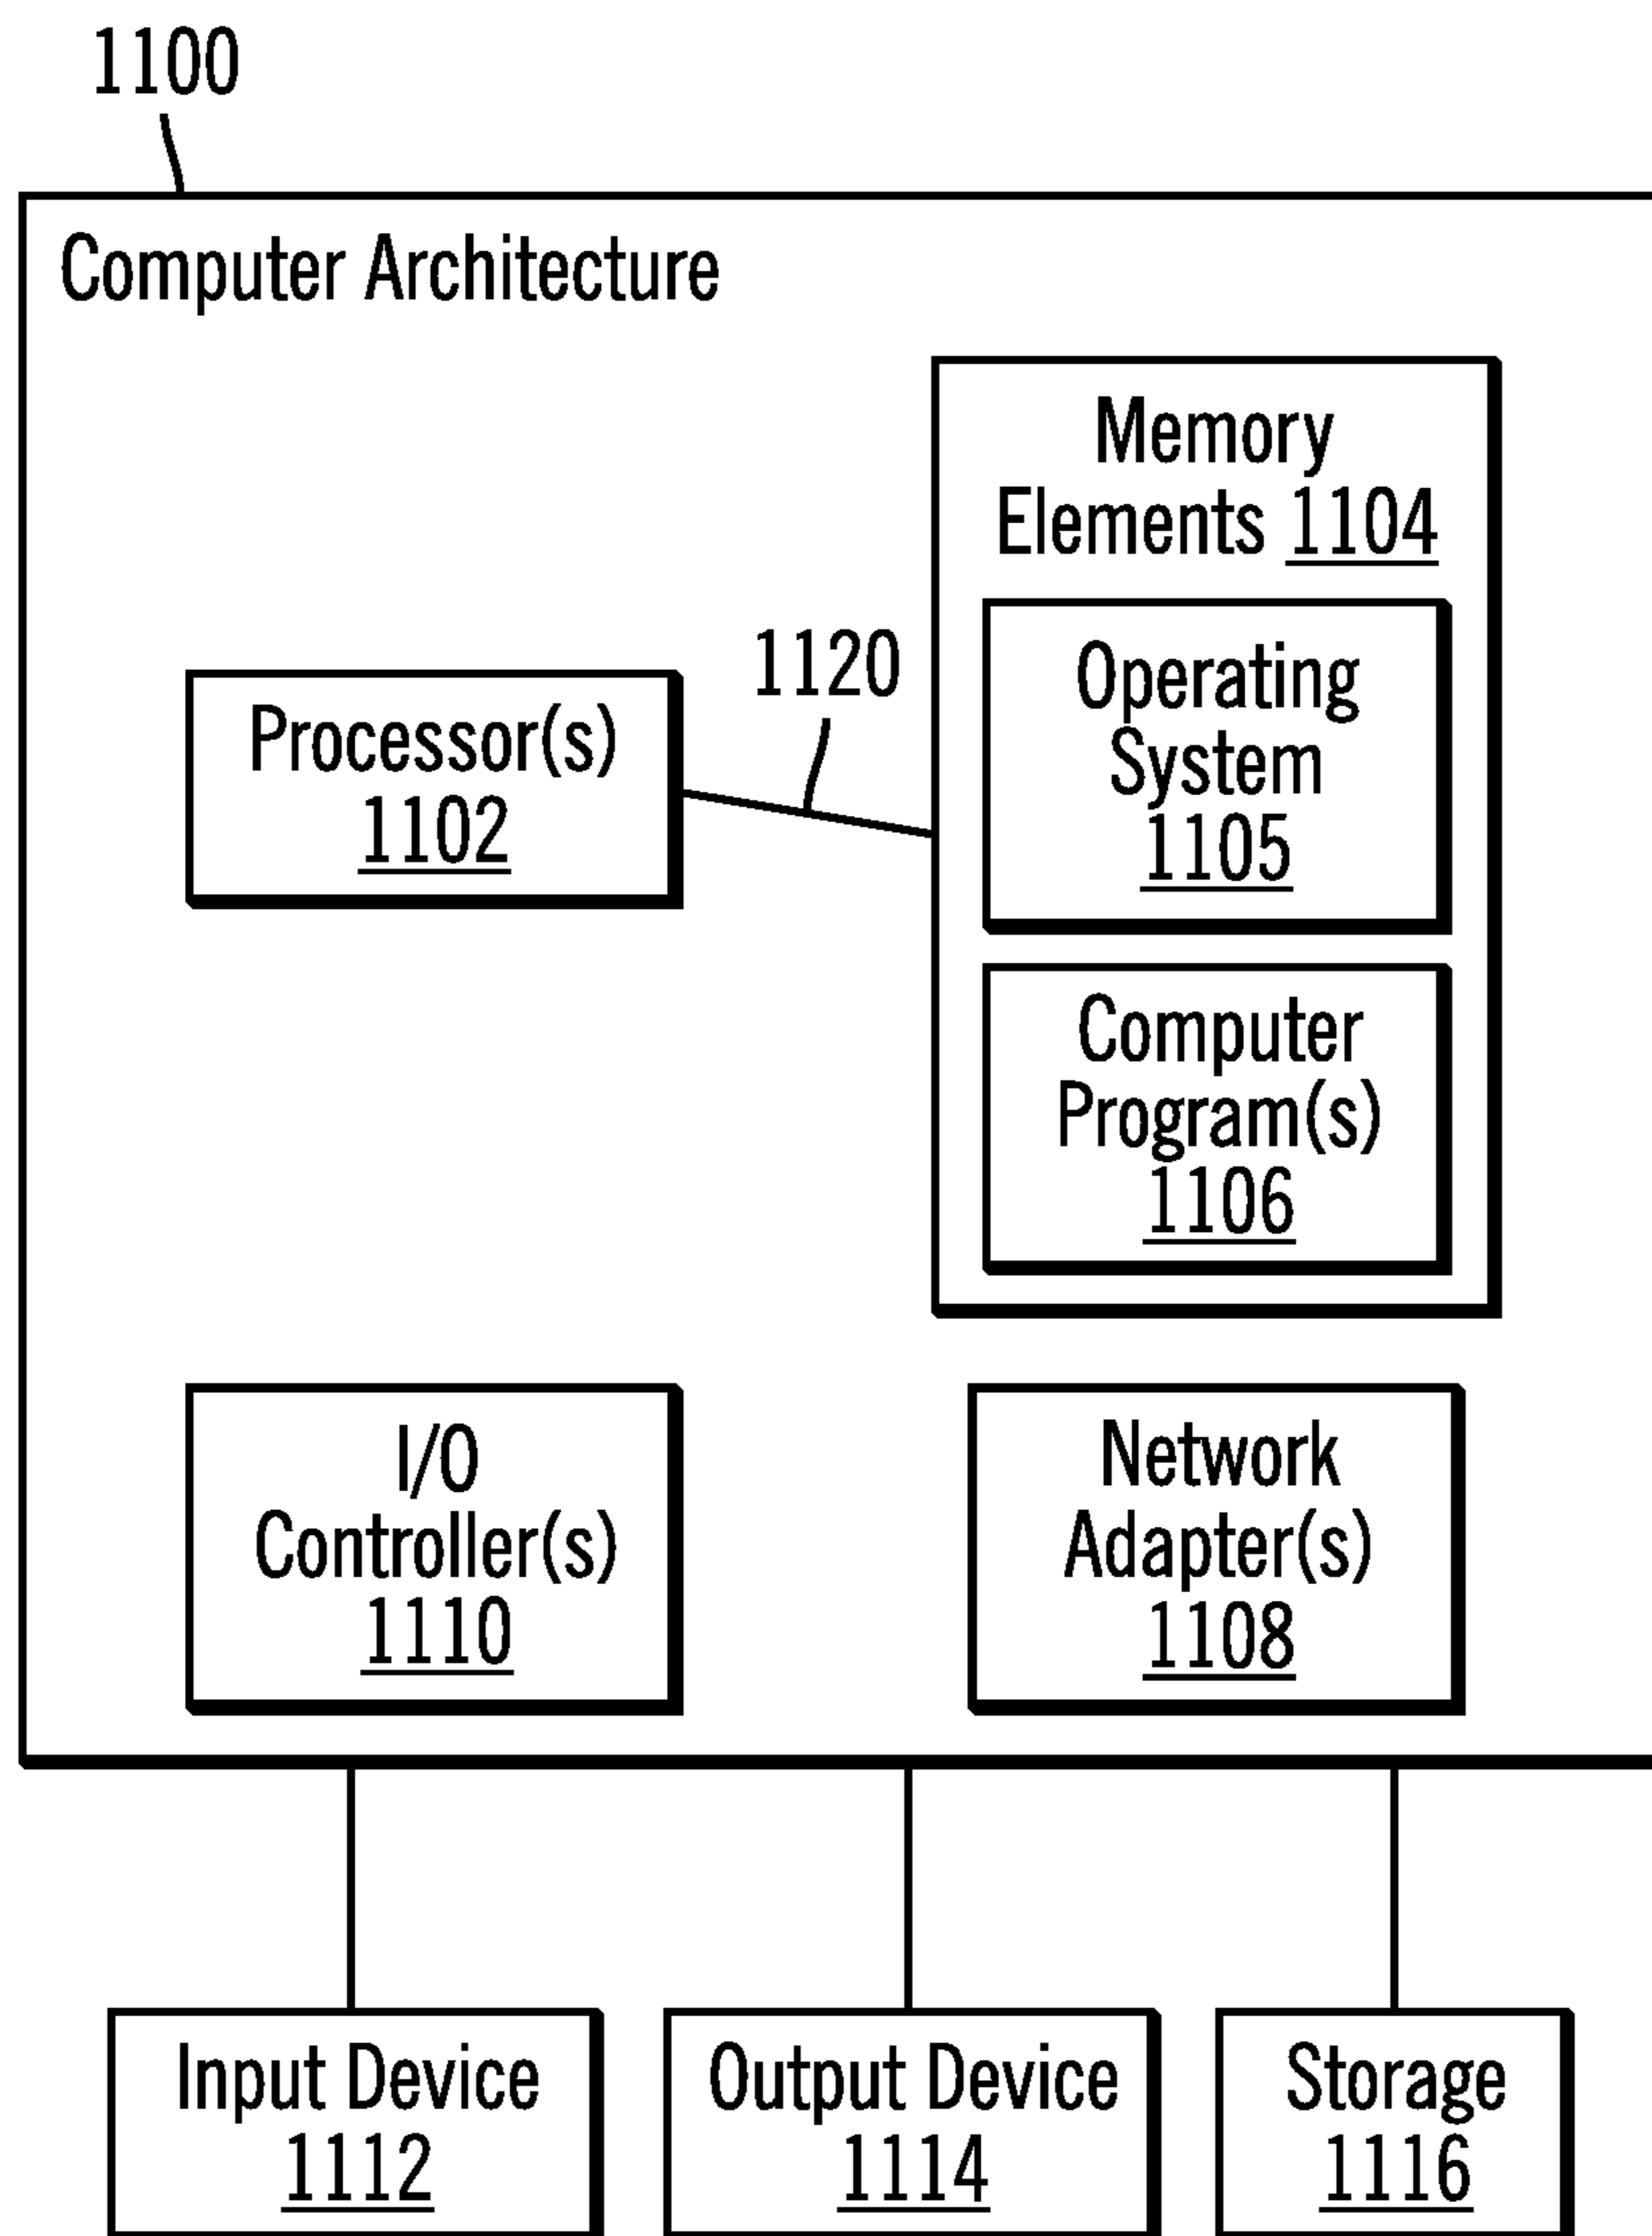 1100
Computer Architecture
Memory
Elements 1104
1120
Operating
System
1105
Processor(s)
1102
Computer
Program(s)
1106
I/O
Controller(s)
1110
Network
Adapter(s)
1108
Input Device
1112
Output Device
1114
Storage
1116